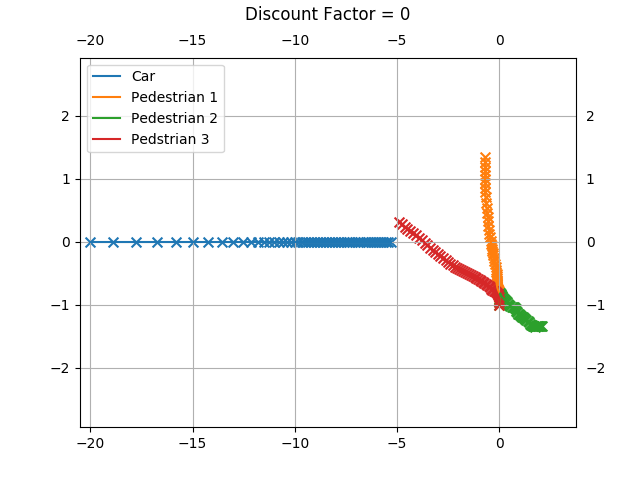 Discount Factor = 0
−20 −15 −10 −5 0
Car
Pedestrian 1
Pedestrian 2
Pedstrian 3
2 2
1 1
0 0
−1 −1
−2 −2
−20 −15 −10 −5 0